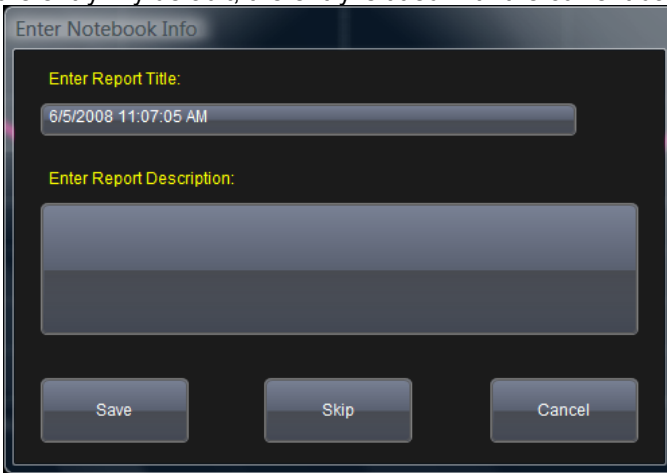 Enter Notebook Info
Enter Report Title:
6/5/2008 11:07:05 AM
Enter Report Description:
Save Skip Cancel